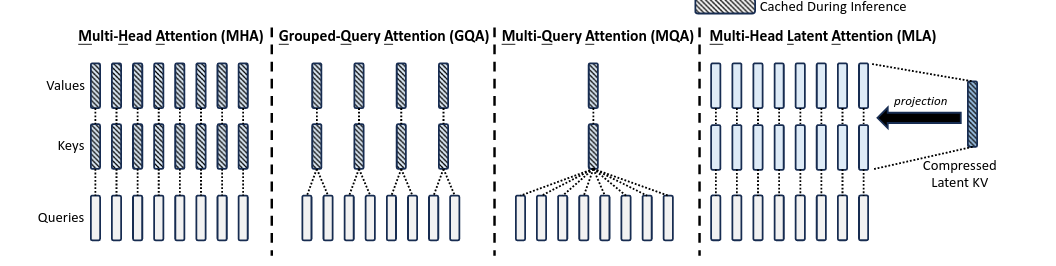 Cached During Inference
Multi-Head Attention (MHA)
Grouped-Query Attention (GQA)
Multi-Query Attention (MQA)
Multi-Head Latent Attention (MLA)
Values
Keys
Queries
projection
Compressed
Latent KV